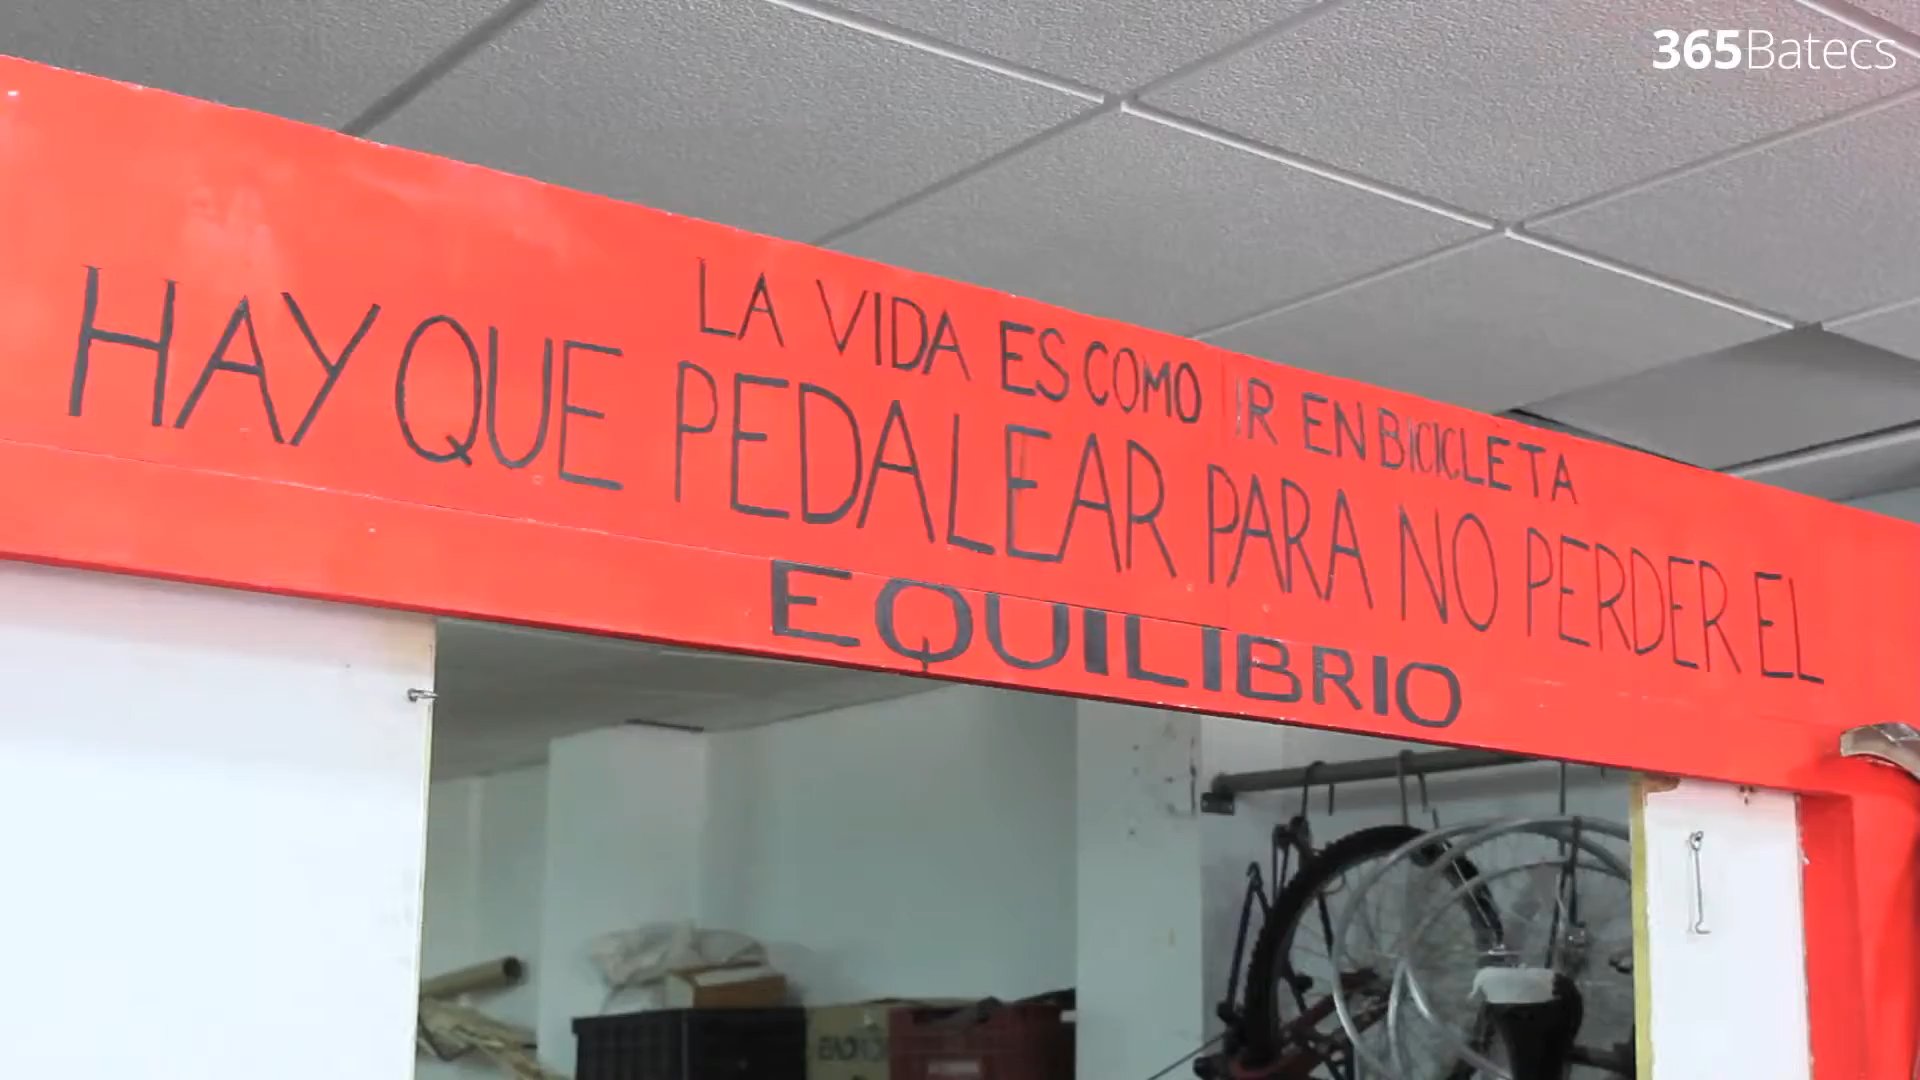 365Batecs
LA VIDA ES COMO IR EN BICICLETA
HAY QUE PEDALEAR PARA NO PERDER EL
EQUILIBRIO